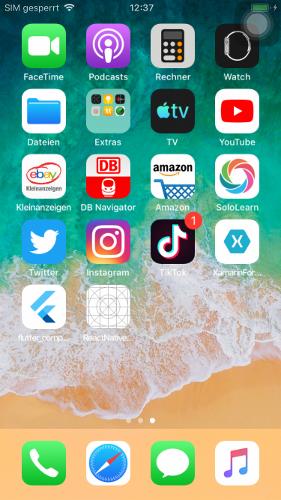 SIM gesperrt 12:37
FaceTime Podcasts Rechner Watch
tv
Dateien Extras TV YouTube
ebay
Kleinanzeigen
DB
amazon
Kleinanzeigen DB Navigator Amazon SoloLearn
1
Twitter Instagram TikTok XamarinFor...
flutter_comp... ReactNative...